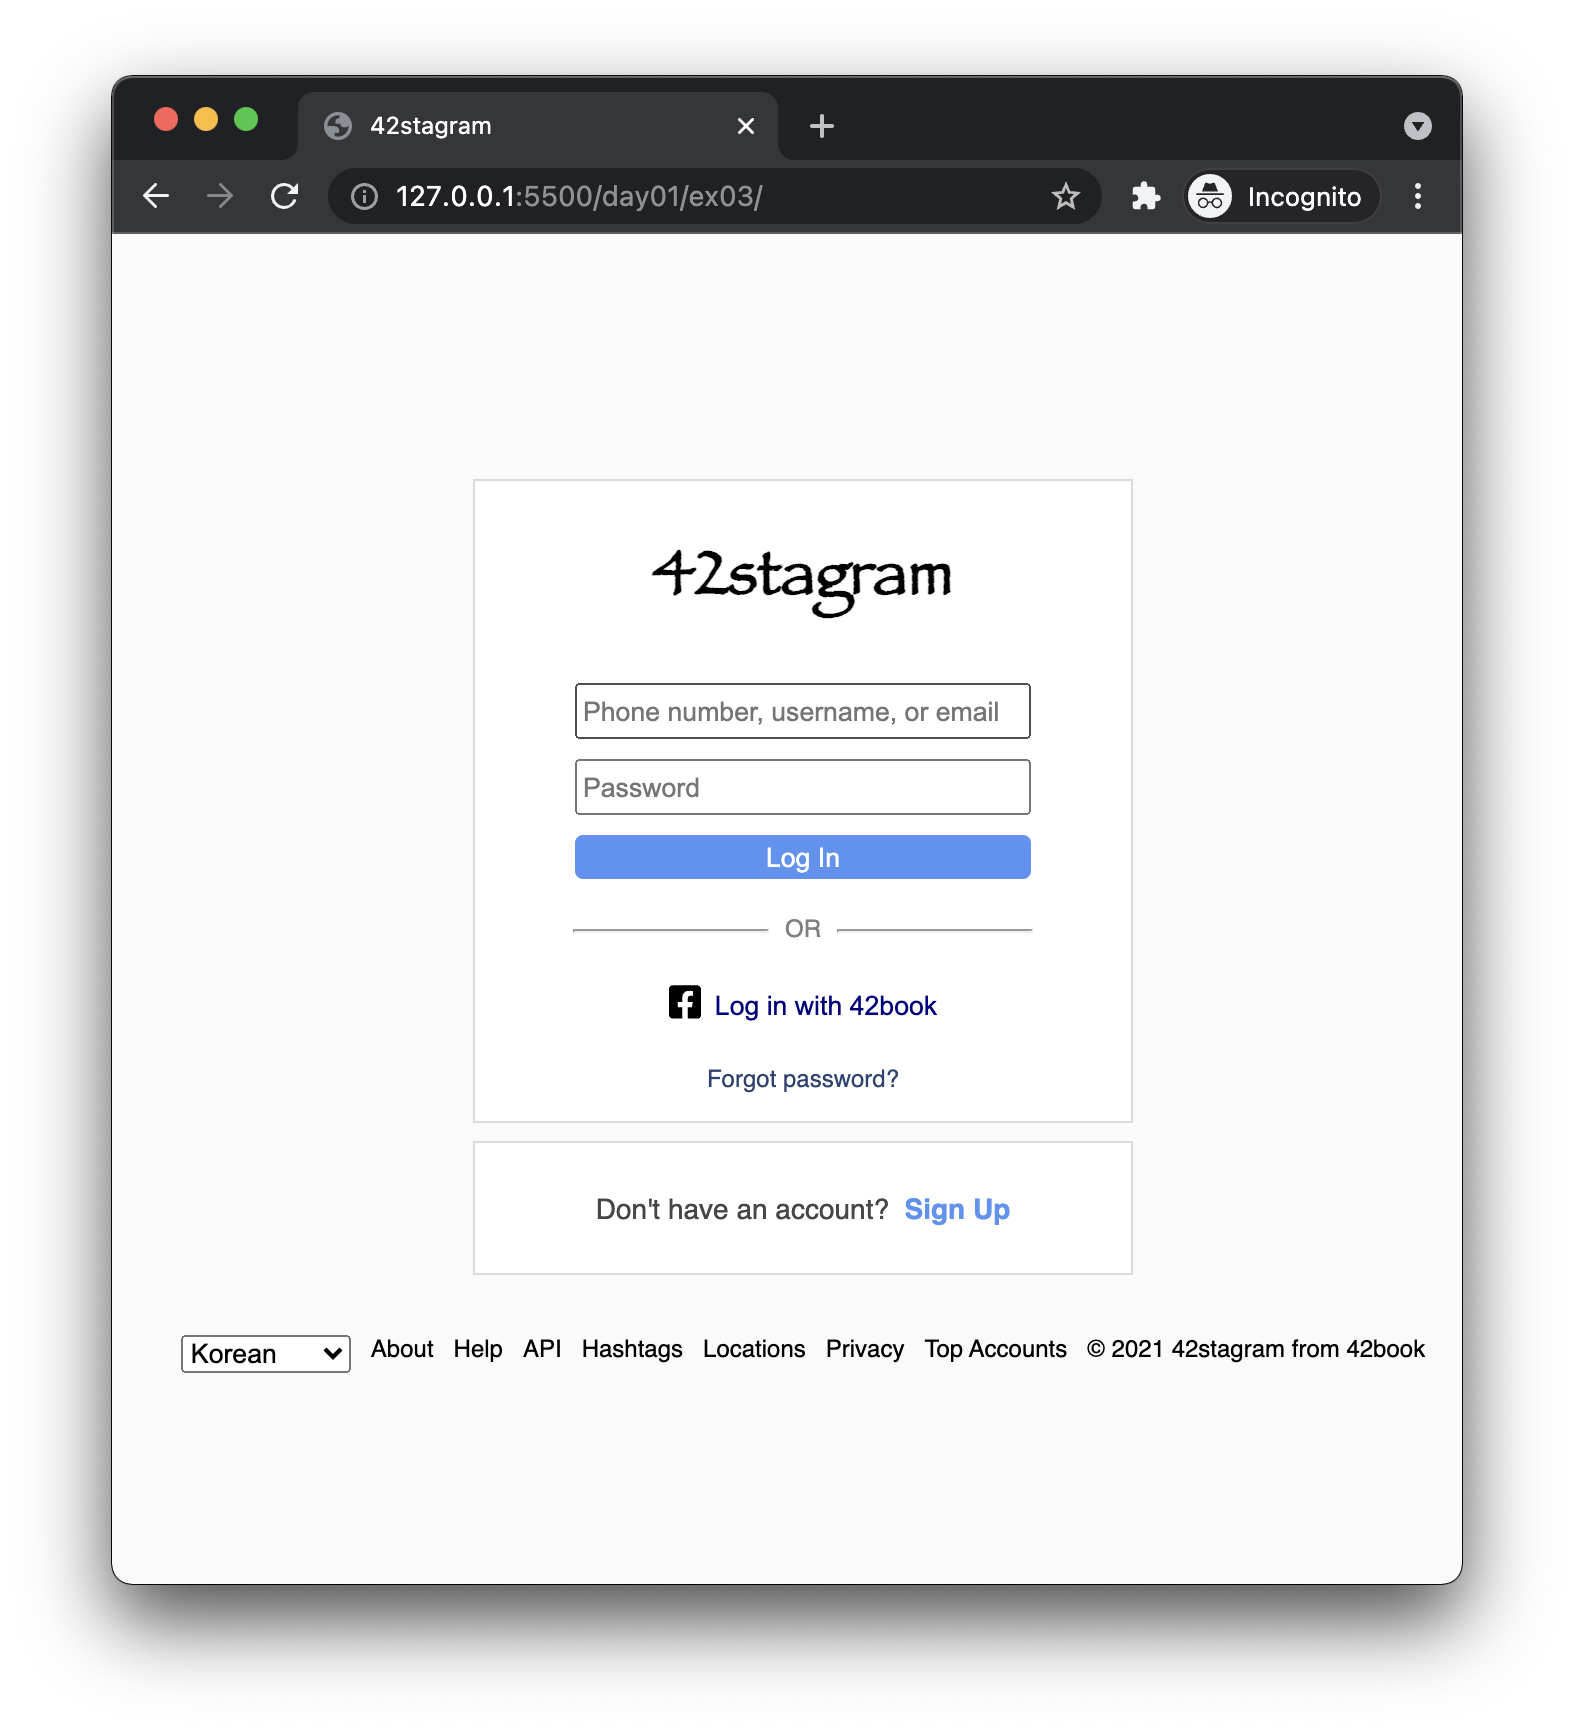 42stagram
127.0.0.1:5500/day01/ex03/
Incognito
42stagram
Phone number, username, or email
Password
Log In
OR
Log in with 42book
Forgot password?
Don't have an account? Sign Up
Korean About Help API Hashtags Locations Privacy Top Accounts © 2021 42stagram from 42book